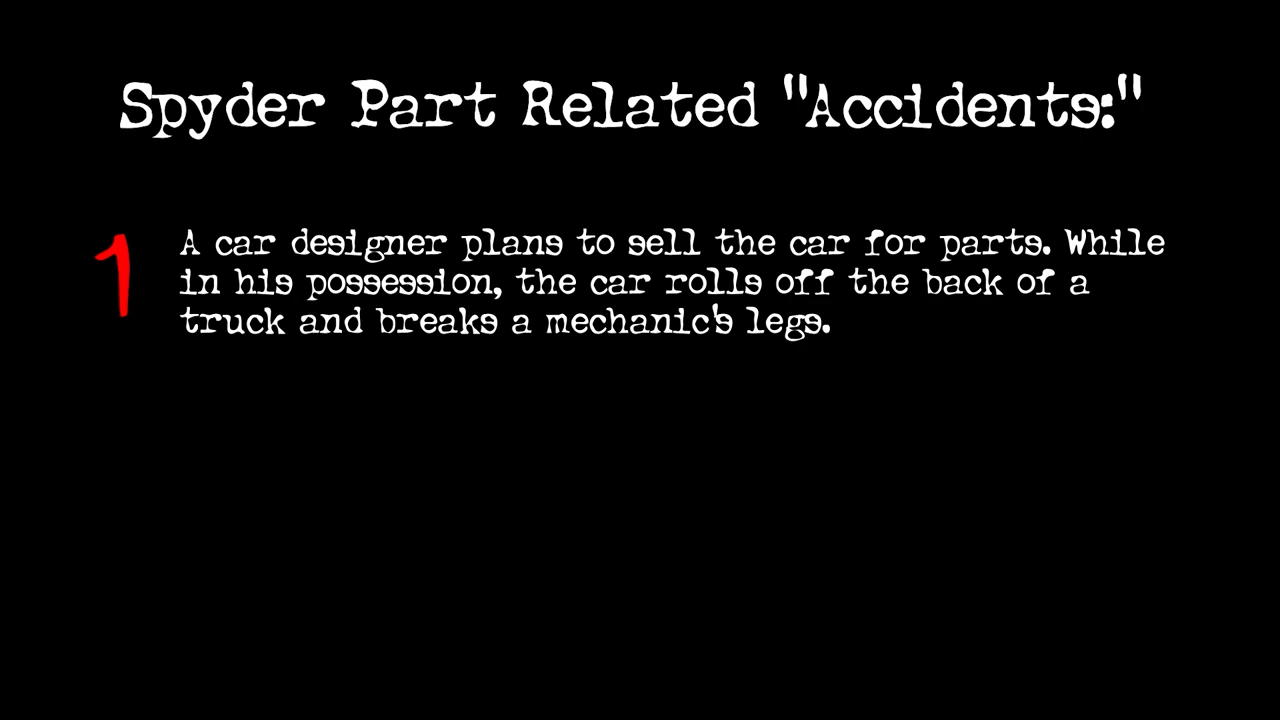 Spyder Part Related "Accidents:"
1
A car designer plans to sell the car for parts. While
in his possession, the car rolls off the back of a
truck and breaks a mechanic's legs.